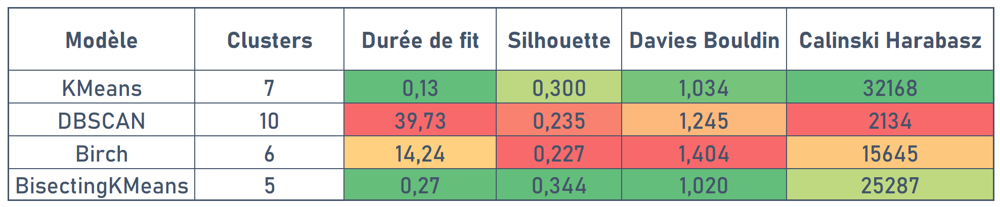 Modèle Clusters Durée de fit Silhouette Davies Bouldin Calinski Harabasz
KMeans 7 0,13 0,300 1,034 32168
DBSCAN 10 39,73 0,235 1,245 2134
Birch 6 14,24 0,227 1,404 15645
BisectingKMeans 5 0,27 0,344 1,020 25287